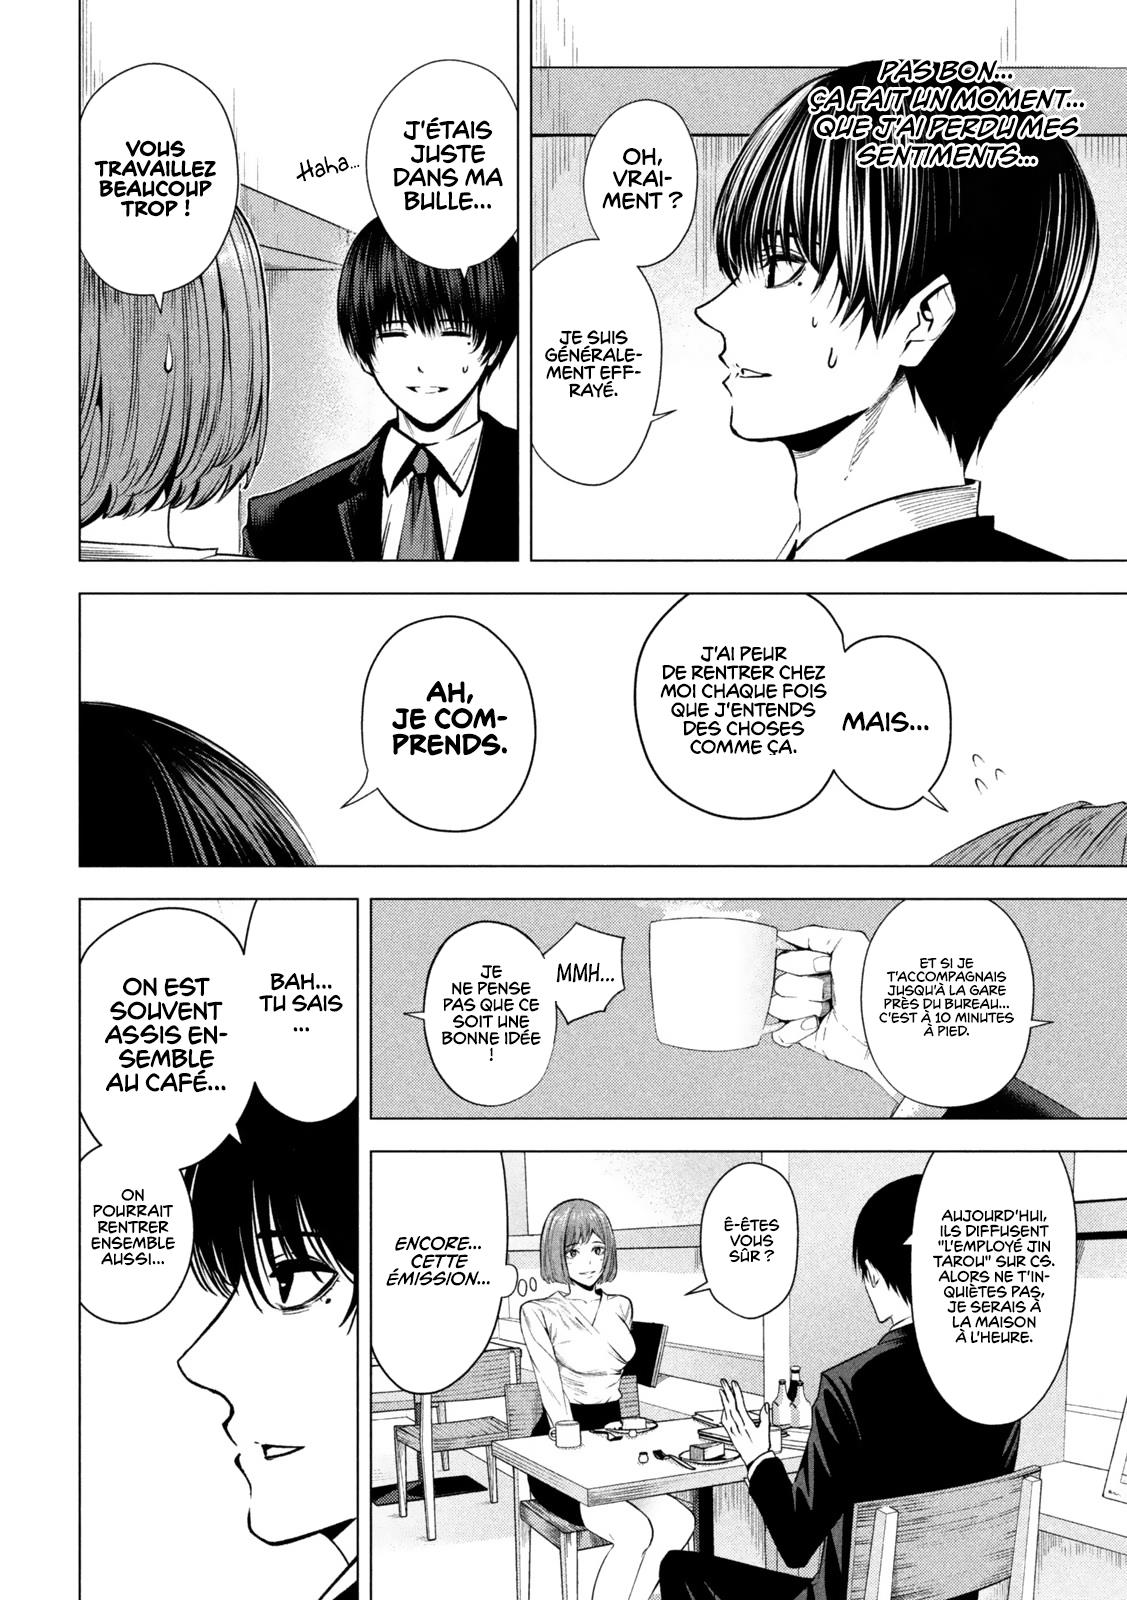 PAS BON...
ÇA FAIT UN MOMENT...
QUE J'AI PERDU MES
SENTIMENTS...
OH,
VRAI-
MENT ?
JE SUIS
GÉNÉRALE-
MENT EFF-
RAYÉ.
J'ÉTAIS
JUSTE
DANS MA
BULLE...
Haha...
VOUS
TRAVAILLEZ
BEAUCOUP
TROP !
MAIS...
J'AI PEUR
DE RENTRER CHEZ
MOI CHAQUE FOIS
QUE J'ENTENDS
DES CHOSES
COMME ÇA.
AH,
JE COM-
PRENDS.
ET SI JE
T'ACCOMPAGNAIS
JUSQU'À LA GARE
PRÈS DU BUREAU...
C'EST À 10 MINUTES
À PIED.
MMH...
JE
NE PENSE
PAS QUE CE
SOIT UNE
BONNE IDÉE
!
BAH...
TU SAIS
...
ON EST
SOUVENT
ASSIS EN-
SEMBLE
AU CAFÉ...
ON
POURRAIT
RENTRER
ENSEMBLE
AUSSI...
AUJOURD'HUI,
ILS DIFFUSENT
"L'EMPLOYÉ JIN
TAROU" SUR CS.
ALORS NE T'IN-
QUIÈTES PAS,
JE SERAIS À
LA MAISON
À L'HEURE.
Ê-ÊTES
VOUS
SÛR ?
ENCORE...
CETTE
ÉMISSION...